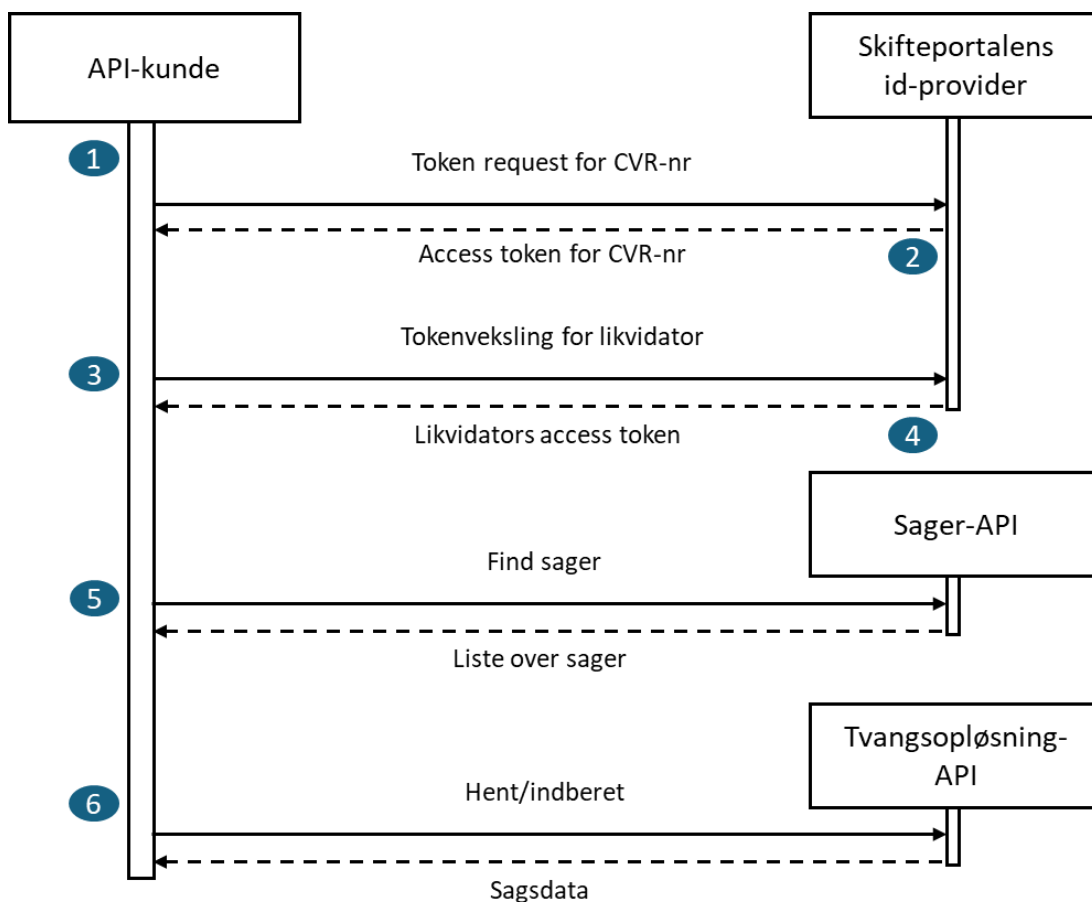 API-kunde
Skifteportalens
id-provider
1
Token request for CVR-nr
Access token for CVR-nr
2
Tokenveksling for likvidator
3
Likvidators access token
4
Sager-API
Find sager
5
Liste over sager
Tvangsopløsning-
API
Hent/indberet
6
Sagsdata